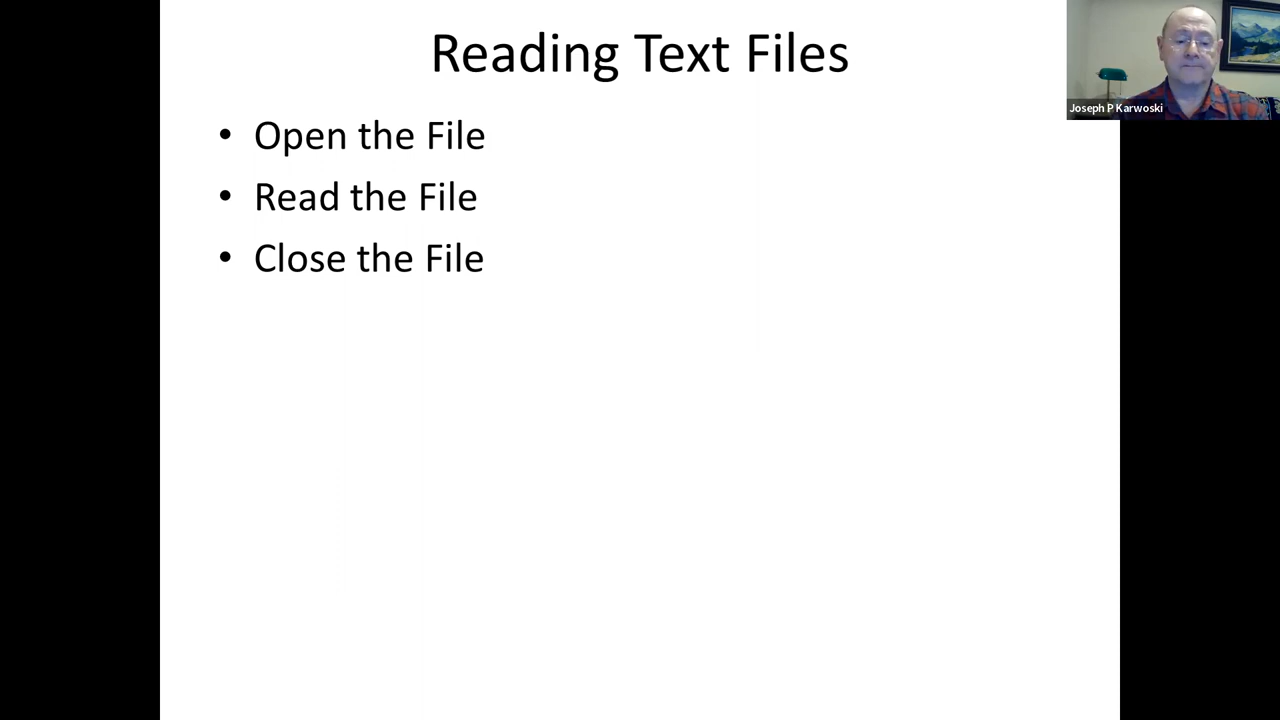 Reading Text Files
Joseph P Karwoski
• Open the File
• Read the File
• Close the File